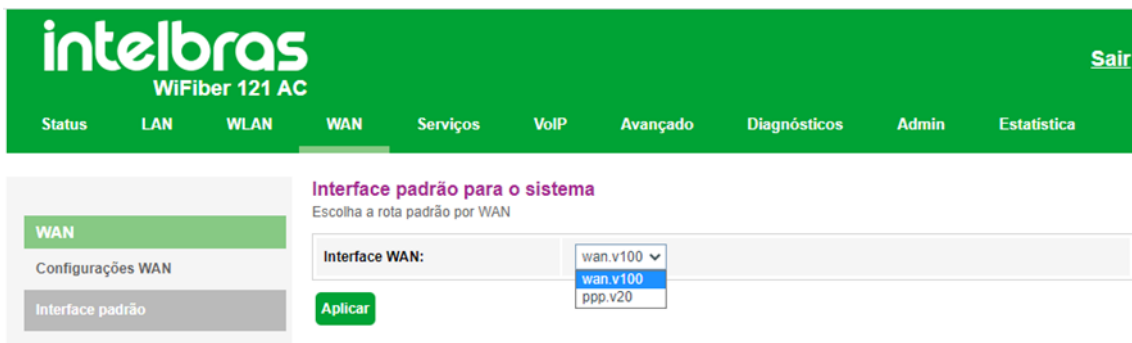 intelbras
WiFiber 121 AC
Sair
Status LAN WLAN WAN Serviços VoIP Avançado Diagnósticos Admin Estatistica
WAN
Configurações WAN
Interface padrão
Interface padrão para o sistema
Escolha a rota padrão por WAN
Interface WAN: wan.v100
wan.v100
ppp.v20
Aplicar